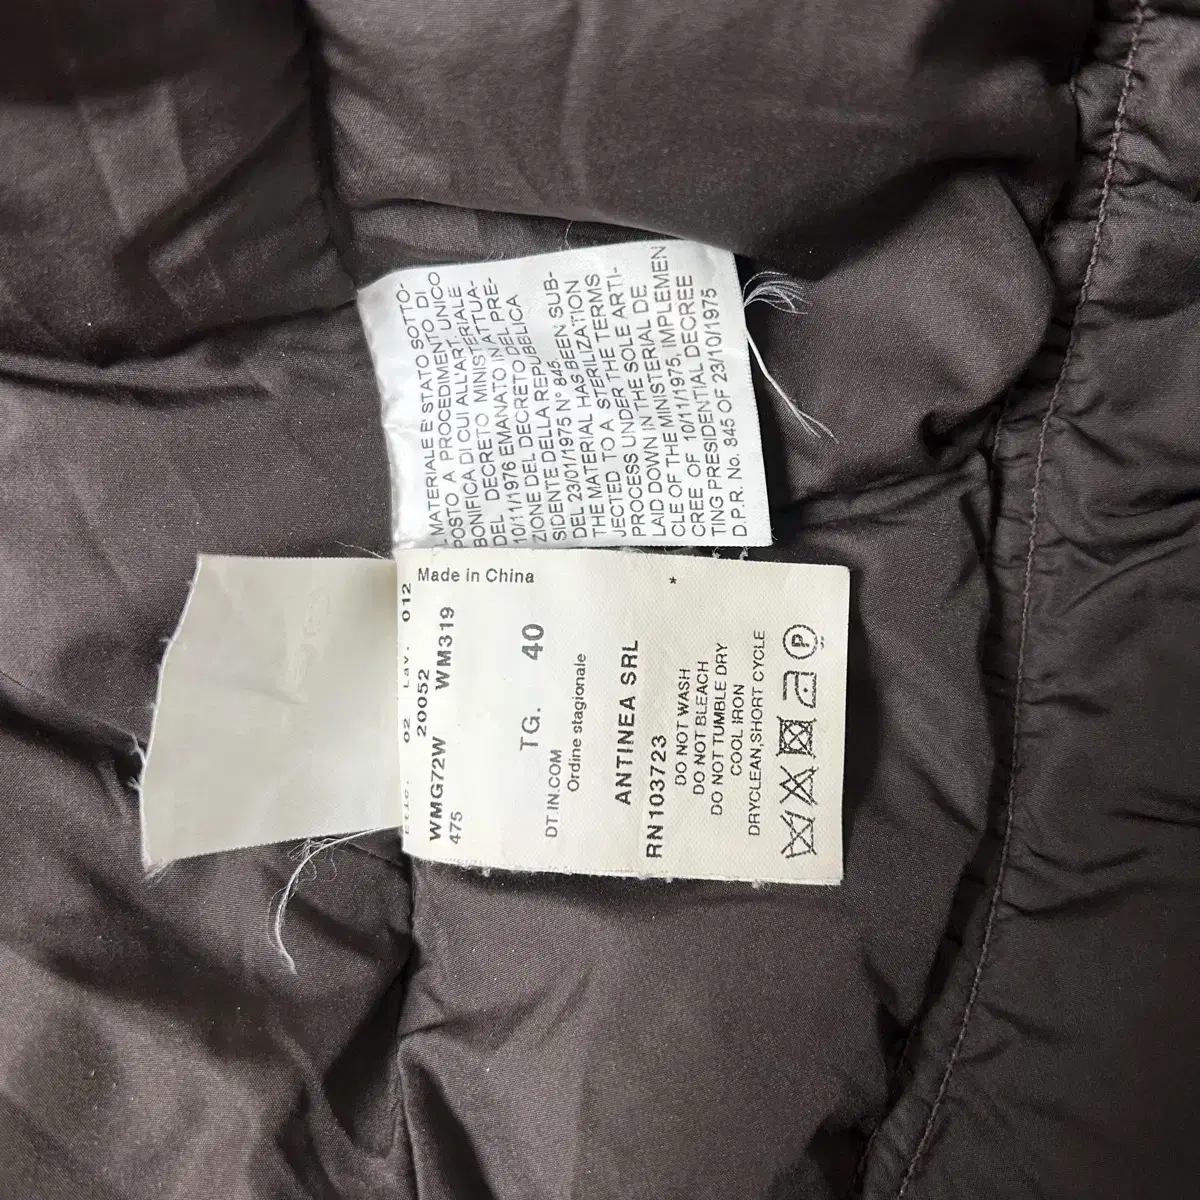 L MATERIALE E STATO SOTTO-
POSTO A PROCEDIMENTO DI
BONIFICA DI CUI ALLART. UNICO
DEL DECRETO MINISTERIALE
10/11/1976 EMANATO IN ATTUA-
ZIONE DEL DECRETO DEL PRE-
SIDENTE DELLA REPUBBELICA
DEL 23/01/1975 N° 845.
THE MATERIAL HAS BEEN SUB-
JECTED TO A STERILIZATION
PROCESS UNDER THE TERMS
LAID DOWN IN THE SOLE ARTI-
CLE OF THE MINISTERIAL DE
CREE OF 10/11/1975, IMPLEMEN
TING PRESIDENTIAL DECREE
D.P.R. No. 845 OF 23/10/1975
Made in China
Etic. 02 Lav. 012
20052
WMG72W WM319
475
TG. 40
DT.IN.COM
Ordine stagionale
ANTINEA SRL
RN103723
*
DO NOT WASH
DO NOT BLEACH
DO NOT TUMBLE DRY
COOL IRON
DRYCLEAN,SHORT CYCLE
P